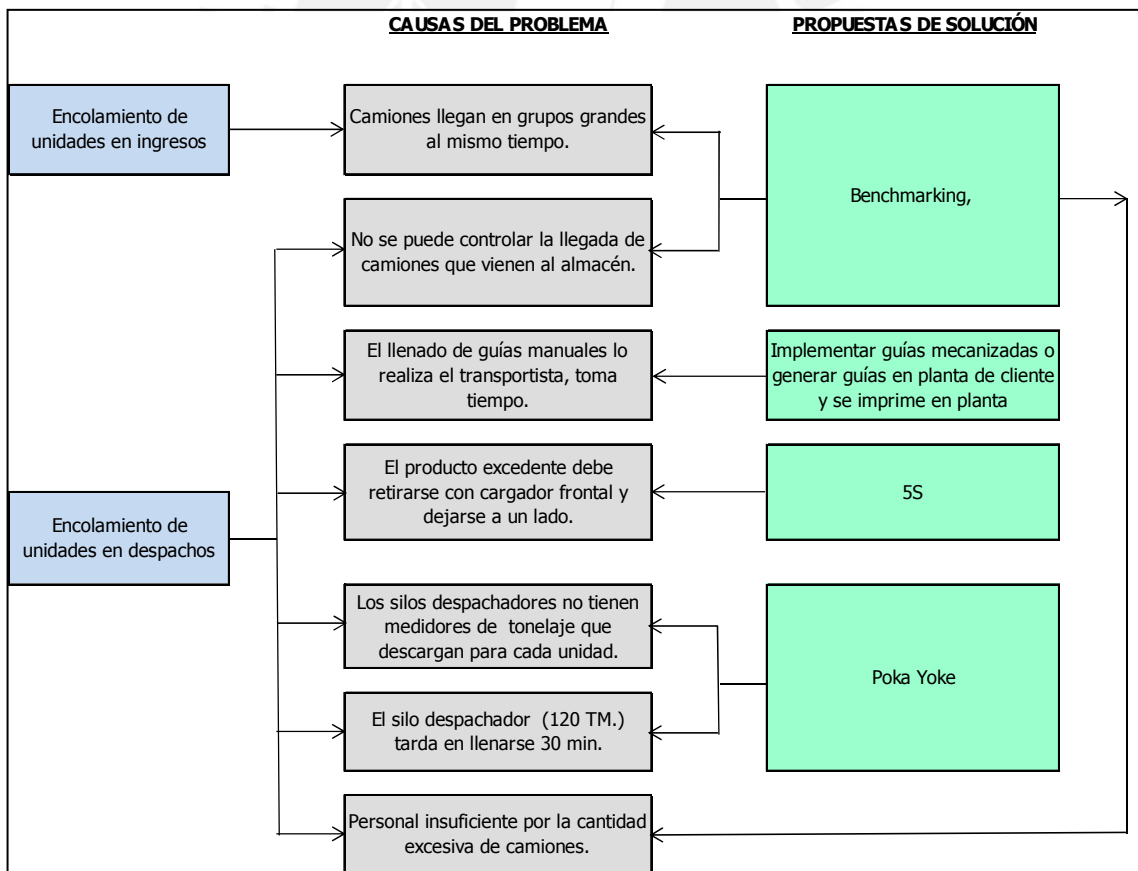 CAUSAS DEL PROBLEMA
PROPUESTAS DE SOLUCIÓN
Encolamiento de
unidades en ingresos
Camiones llegan en grupos grandes
al mismo tiempo.
Benchmarking,
No se puede controlar la llegada de
camiones que vienen al almacén.
El llenado de guías manuales lo
realiza el transportista, toma
tiempo.
Implementar guías mecanizadas o
generar guías en planta de cliente
y se imprime en planta
El producto excedente debe
retirarse con cargador frontal y
dejarse a un lado.
5S
Encolamiento de
unidades en despachos
Los silos despachadores no tienen
medidores de tonelaje que
descargan para cada unidad.
Poka Yoke
El silo despachador (120 TM.)
tarda en llenarse 30 min.
Personal insuficiente por la cantidad
excesiva de camiones.